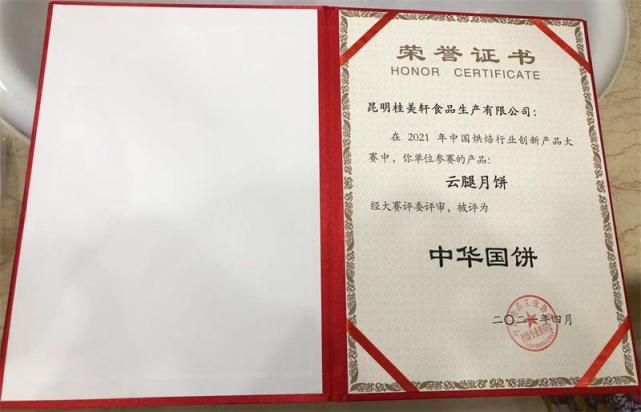 荣誉证书
HONOR CERTIFICATE
昆明桂美轩食品生产有限公司：
在 2021 年中国烘焙行业创新产品大
赛中，你单位参赛的产品：
云腿月饼
经大赛评委评审，被评为
中华国饼
二〇二一年四月